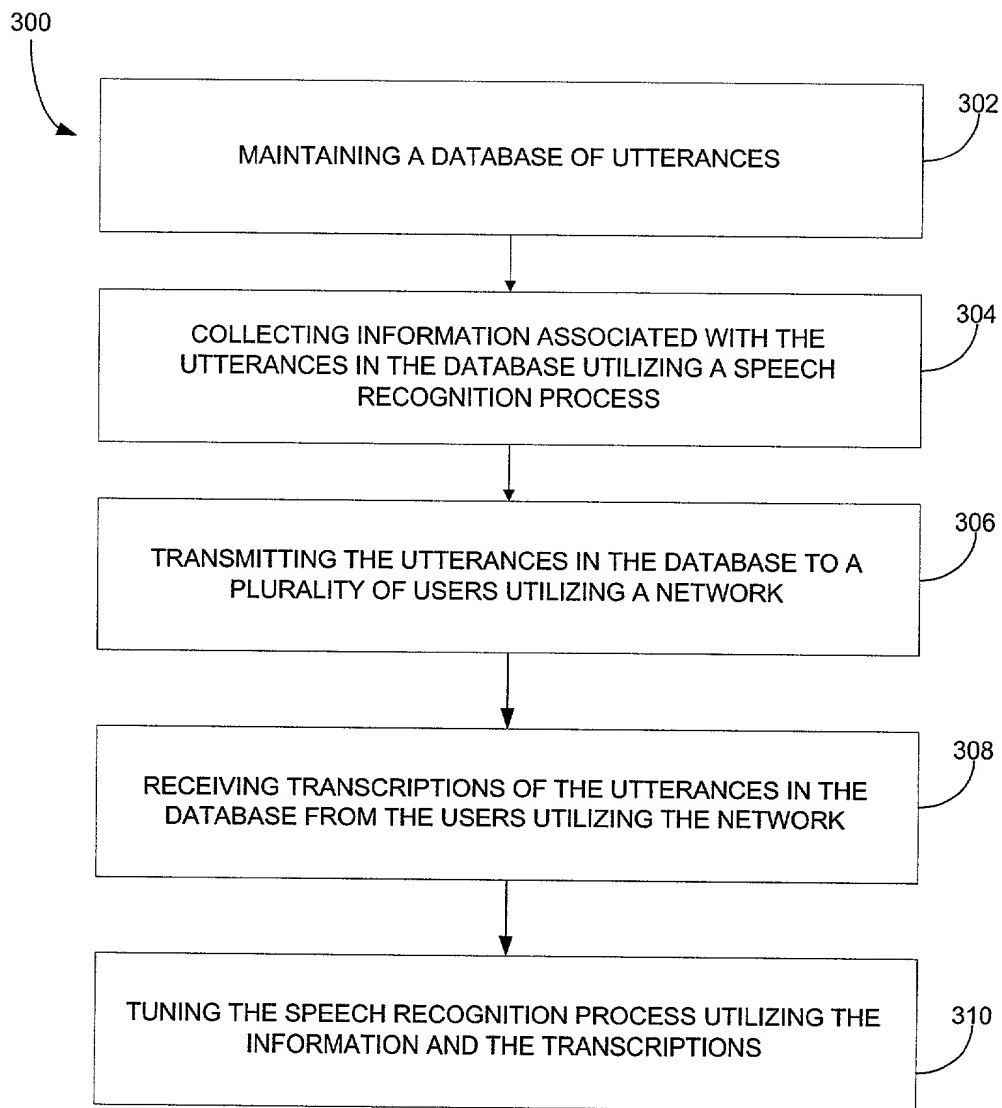 300
302
MAINTAINING A DATABASE OF UTTERANCES
304
COLLECTING INFORMATION ASSOCIATED WITH THE
UTTERANCES IN THE DATABASE UTILIZING A SPEECH
RECOGNITION PROCESS
306
TRANSMITTING THE UTTERANCES IN THE DATABASE TO A
PLURALITY OF USERS UTILIZING A NETWORK
308
RECEIVING TRANSCRIPTIONS OF THE UTTERANCES IN THE
DATABASE FROM THE USERS UTILIZING THE NETWORK
310
TUNING THE SPEECH RECOGNITION PROCESS UTILIZING THE
INFORMATION AND THE TRANSCRIPTIONS